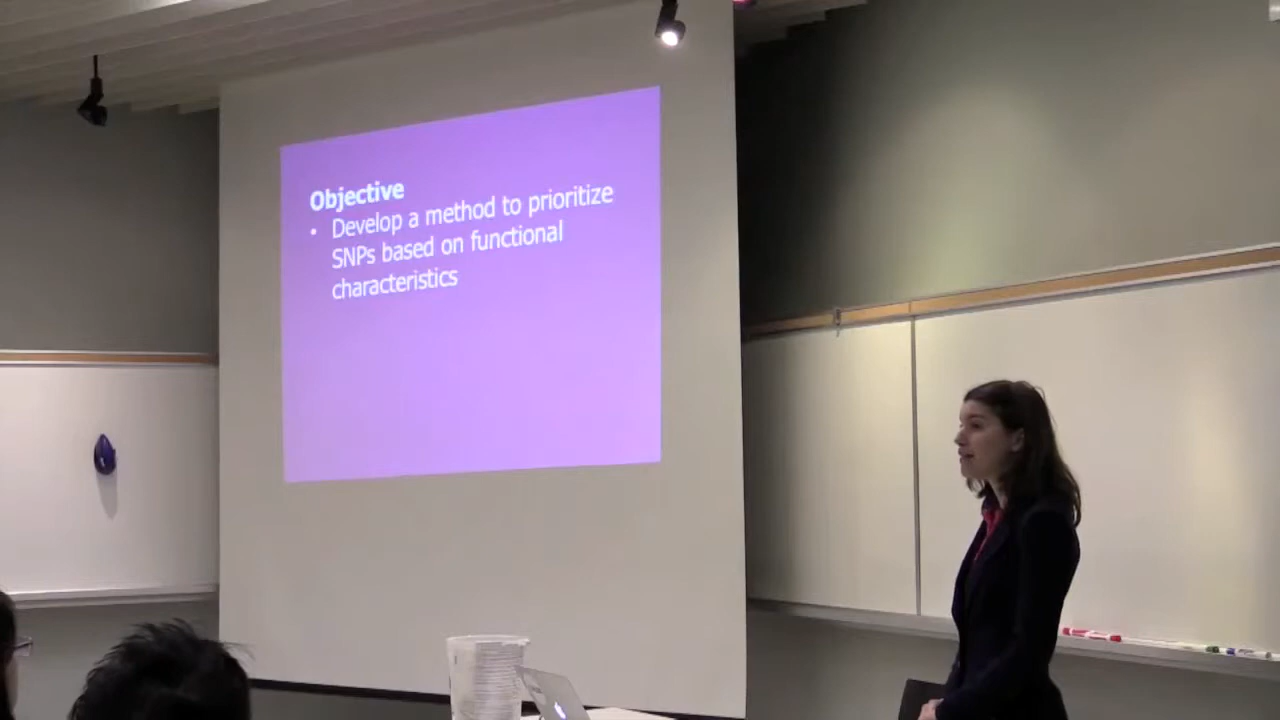 Objective
• Develop a method to prioritize
SNPs based on functional
characteristics